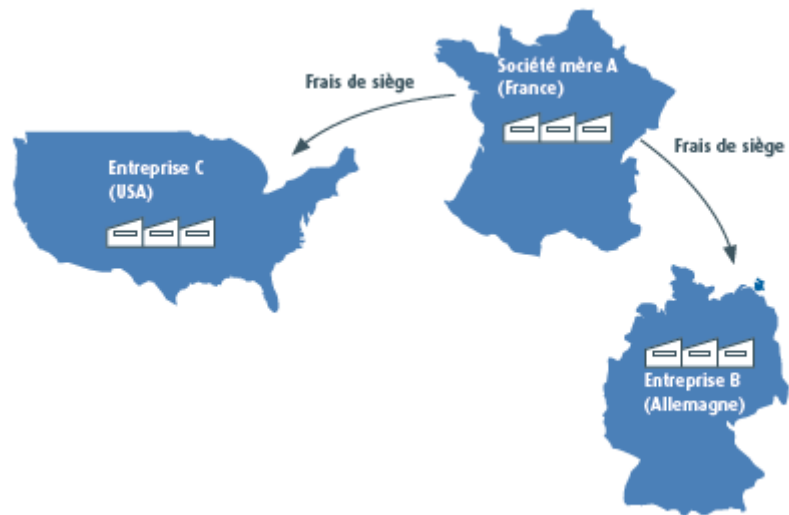 Société mère A
(France)
Frais de siège
Frais de siège
Entreprise C
(USA)
Entreprise B
(Allemagne)